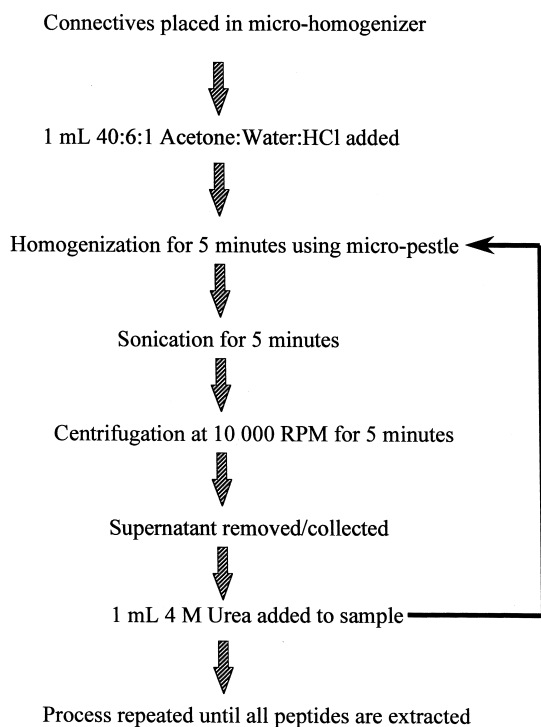 Connectives placed in micro-homogenizer
1 mL 40:6:1 Acetone:Water:HCl added
Homogenization for 5 minutes using micro-pestle
Sonication for 5 minutes
Centrifugation at 10 000 RPM for 5 minutes
Supernatant removed/collected
1 mL 4 M Urea added to sample
Process repeated until all peptides are extracted